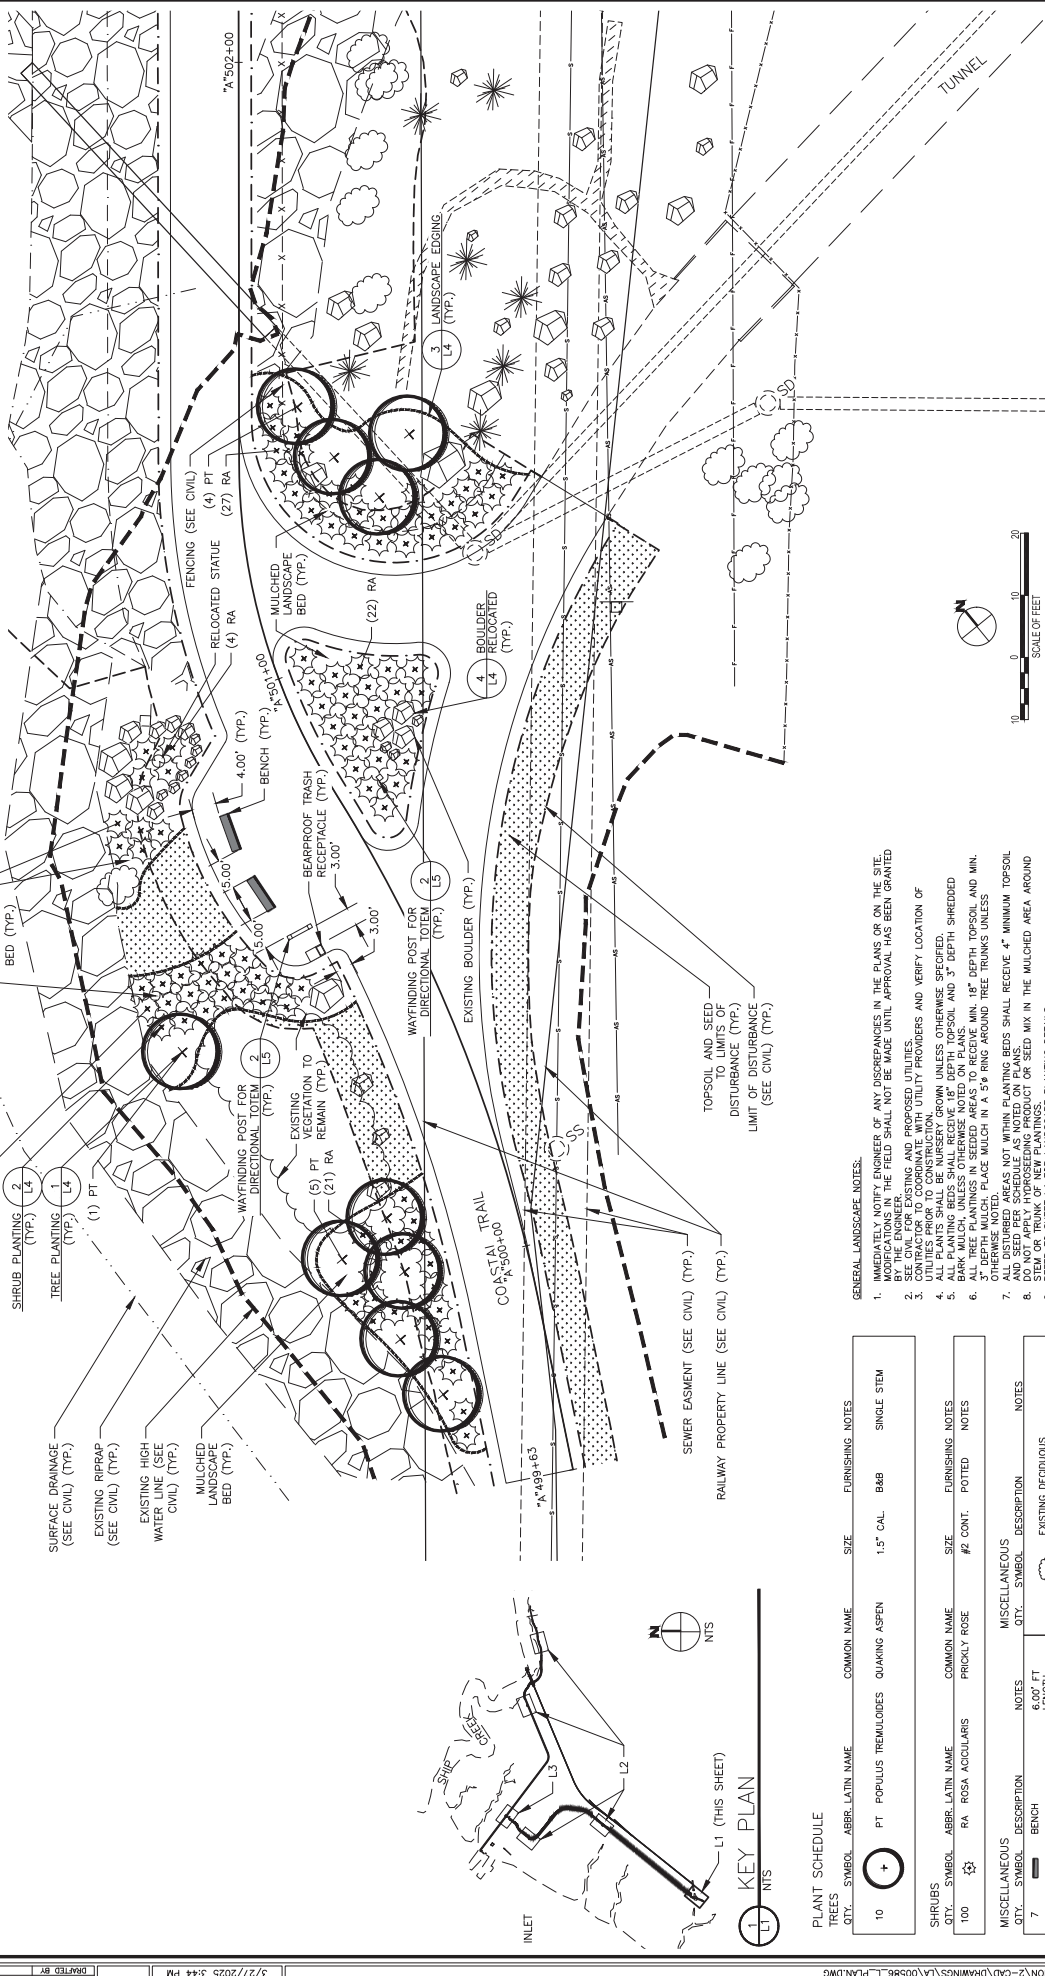 "A"502+00
TUNNEL
3
L4
LANDSCAPE EDGING
(TYP.)
FENCING (SEE CIVIL)
(4) PT
(27) RA
RELOCATED STATUE
(4) RA
MULCHED
LANDSCAPE
BED (TYP.)
(22) RA
4
L4
BOULDER
RELOCATED
(TYP.)
SD
SD
"A"501+00
4.00' (TYP.)
BENCH (TYP.)
5.00'
5.00'
BEARPROOF TRASH
RECEPTACLE (TYP.)
3.00'
3.00'
BED (TYP.)
WAYFINDING POST FOR
DIRECTIONAL TOTEM
(TYP.)
2
L5
EXISTING BOULDER (TYP.)
TOPSOIL AND SEED
TO LIMITS OF
DISTURBANCE (TYP.)
LIMIT OF DISTURBANCE
(SEE CIVIL) (TYP.)
SHRUB PLANTING
(TYP.)
2
L4
TREE PLANTING
(TYP.)
1
L4
(1) PT
WAYFINDING POST FOR
DIRECTIONAL TOTEM
(TYP.)
2
L5
EXISTING
VEGETATION TO
REMAIN (TYP.)
(5) PT
(21) RA
COASTAL TRAIL
"A"500+00
SS
SURFACE DRAINAGE
(SEE CIVIL) (TYP.)
EXISTING RIPRAP
(SEE CIVIL) (TYP.)
EXISTING HIGH
WATER LINE (SEE
CIVIL) (TYP.)
MULCHED
LANDSCAPE
BED (TYP.)
"A"499+63
SEWER EASMENT (SEE CIVIL) (TYP.)
RAILWAY PROPERTY LINE (SEE CIVIL) (TYP.)
N
10 0 10 20
SCALE OF FEET
GENERAL LANDSCAPE NOTES:
1. IMMEDIATELY NOTIFY ENGINEER OF ANY DISCREPANCIES IN THE PLANS OR ON THE SITE.
MODIFICATIONS IN THE FIELD SHALL NOT BE MADE UNTIL APPROVAL HAS BEEN GRANTED
BY THE ENGINEER.
2. SEE CIVIL FOR EXISTING AND PROPOSED UTILITIES.
3. CONTRACTOR TO COORDINATE WITH UTILITY PROVIDERS AND VERIFY LOCATION OF
UTILITIES PRIOR TO CONSTRUCTION.
4. ALL PLANTS SHALL BE NURSERY GROWN UNLESS OTHERWISE SPECIFIED.
5. ALL PLANTING BEDS SHALL RECEIVE 18" DEPTH TOPSOIL AND 3" DEPTH SHREDDED
BARK MULCH, UNLESS OTHERWISE NOTED ON PLANS.
6. ALL TREE PLANTINGS IN SEEDED AREAS TO RECEIVE MIN. 18" DEPTH TOPSOIL AND MIN.
3" DEPTH MULCH. PLACE MULCH IN A 5'ø RING AROUND TREE TRUNKS UNLESS
OTHERWISE NOTED.
7. ALL DISTURBED AREAS NOT WITHIN PLANTING BEDS SHALL RECEIVE 4" MINIMUM TOPSOIL
AND SEED PER SCHEDULE AS NOTED ON PLANS.
8. DO NOT APPLY HYDROSEEDING PRODUCT OR SEED MIX IN THE MULCHED AREA AROUND
STEM OR TRUNK OF NEW PLANTINGS.
SHIP CREEK
INLET
L3
L2
L1 (THIS SHEET)
N
NTS
1
L1
KEY PLAN
NTS
PLANT SCHEDULE
TREES
QTY. SYMBOL ABBR. LATIN NAME COMMON NAME SIZE FURNISHING NOTES
10 PT POPULUS TREMULOIDES QUAKING ASPEN 1.5" CAL. B&B SINGLE STEM
SHRUBS
QTY. SYMBOL ABBR. LATIN NAME COMMON NAME SIZE FURNISHING NOTES
100 RA ROSA ACICULARIS PRICKLY ROSE #2 CONT. POTTED NOTES
MISCELLANEOUS
QTY. SYMBOL DESCRIPTION NOTES
7 BENCH 6.00' FT
MISCELLANEOUS
QTY. SYMBOL DESCRIPTION NOTES
EXISTING DECIDUOUS
DRAFTED BY
3/27/2025 3:44 PM
ON\2-CAD\DRAWINGS\LA\00586_L_PLAN.DWG